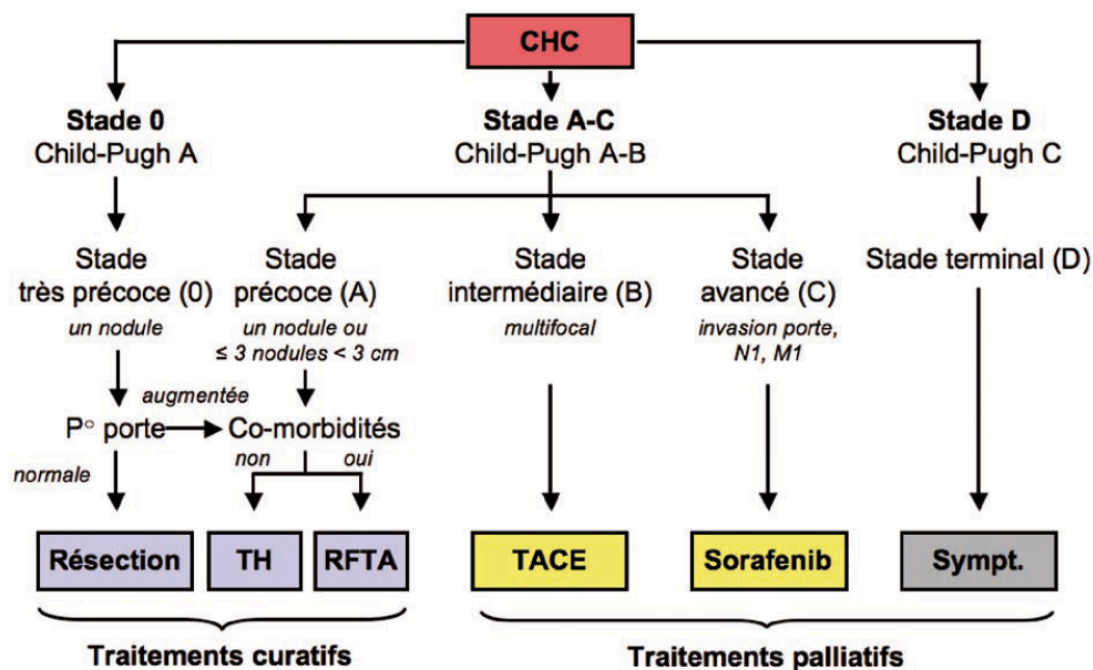 CHC
Stade 0
Child-Pugh A
Stade A-C
Child-Pugh A-B
Stade D
Child-Pugh C
Stade
très précoce (0)
un nodule
Stade
précoce (A)
un nodule ou
≤ 3 nodules < 3 cm
Stade
intermédiaire (B)
multifocal
Stade
avancé (C)
invasion porte,
N1, M1
Stade terminal (D)
augmentée
P° porte
Co-morbidités
normale
non
oui
Résection
TH
RFTA
TACE
Sorafenib
Sympt.
Traitements curatifs
Traitements palliatifs